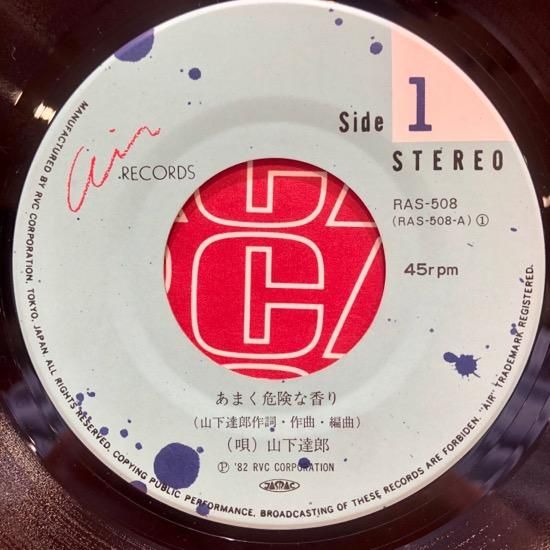 Side 1
STEREO
air
RECORDS
RAS-508
(RAS-508-A) ①
45rpm
あまく危険な香り
(山下達郎作詞・作曲・編曲)
(唄) 山下達郎
Ⓟ '82 RVC CORPORATION
JASRAC
MANUFACTURED BY RVC CORPORATION, TOKYO, JAPAN. ALL RIGHTS RESERVED. COPYING PUBLIC PERFORMANCE, BROADCASTING OF THESE RECORDS ARE FORBIDDEN. "AIR" TRADEMARK REGISTERED.